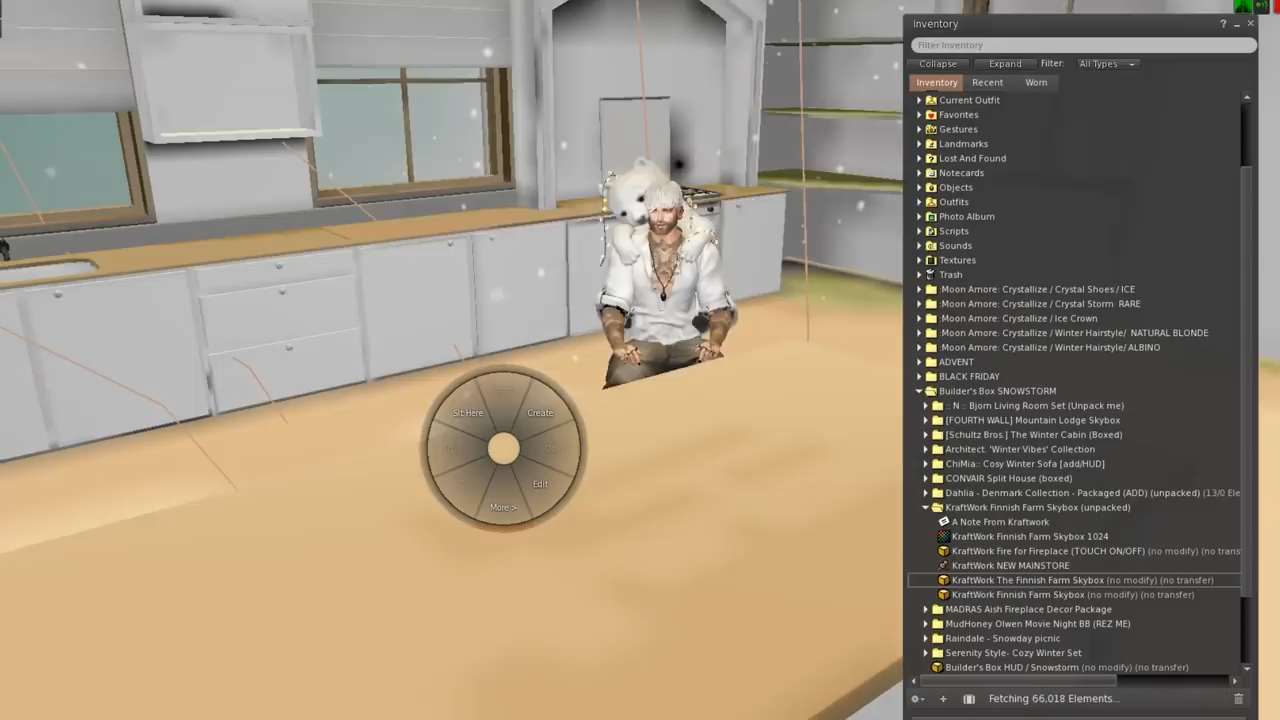 Inventory
Filter Inventory
Collapse Expand Filter: All Types
Inventory Recent Worn
Current Outfit
Favorites
Gestures
Landmarks
Lost And Found
Notecards
Objects
Outfits
Photo Album
Scripts
Sounds
Textures
Trash
:Moon Amore: Crystallize / Crystal Shoes / ICE
:Moon Amore: Crystallize / Crystal Storm RARE
:Moon Amore: Crystallize / Ice Crown
:Moon Amore: Crystallize / Winter Hairstyle/ NATURAL BLONDE
:Moon Amore: Crystallize / Winter Hairstyle/ ALBINO
ADVENT
BLACK FRIDAY
Builder's Box SNOWSTORM
:: N :: Bjorn Living Room Set (Unpack me)
[FOURTH WALL] Mountain Lodge Skybox
[Schultz Bros.] The Winter Cabin (Boxed)
Architect. 'Winter Vibes' Collection
ChiMia:: Cosy Winter Sofa [add/HUD]
CONVAIR Split House (boxed)
Dahlia - Denmark Collection - Packaged (ADD) (unpacked) (13/0 Ele
KraftWork Finnish Farm Skybox (unpacked)
A Note From Kraftwork
KraftWork Finnish Farm Skybox 1024
KraftWork Fire for Fireplace (TOUCH ON/OFF) (no modify) (no trans
KraftWork NEW MAINSTORE
KraftWork The Finnish Farm Skybox (no modify) (no transfer)
KraftWork Finnish Farm Skybox (no modify) (no transfer)
MADRAS Aish Fireplace Decor Package
MudHoney Olwen Movie Night BB (REZ ME)
Raindale - Snowday picnic
Serenity Style- Cozy Winter Set
Builder's Box HUD / Snowstorm (no modify) (no transfer)
Fetching 66,018 Elements...
Sit Here Create
Edit
More >